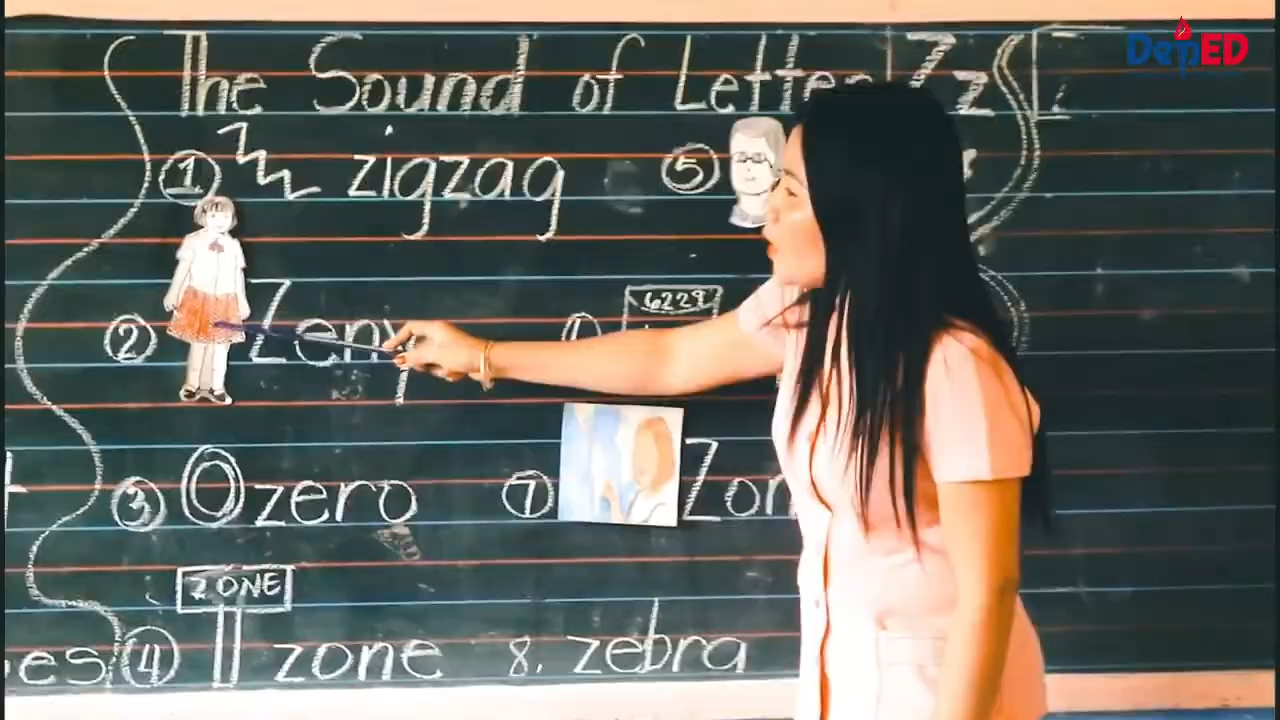 The Sound of Letter Zz
① zigzag
⑤
② Zeny
6229
③ 0 zero
⑦
ZONE
④ zone
8. zebra
DepED